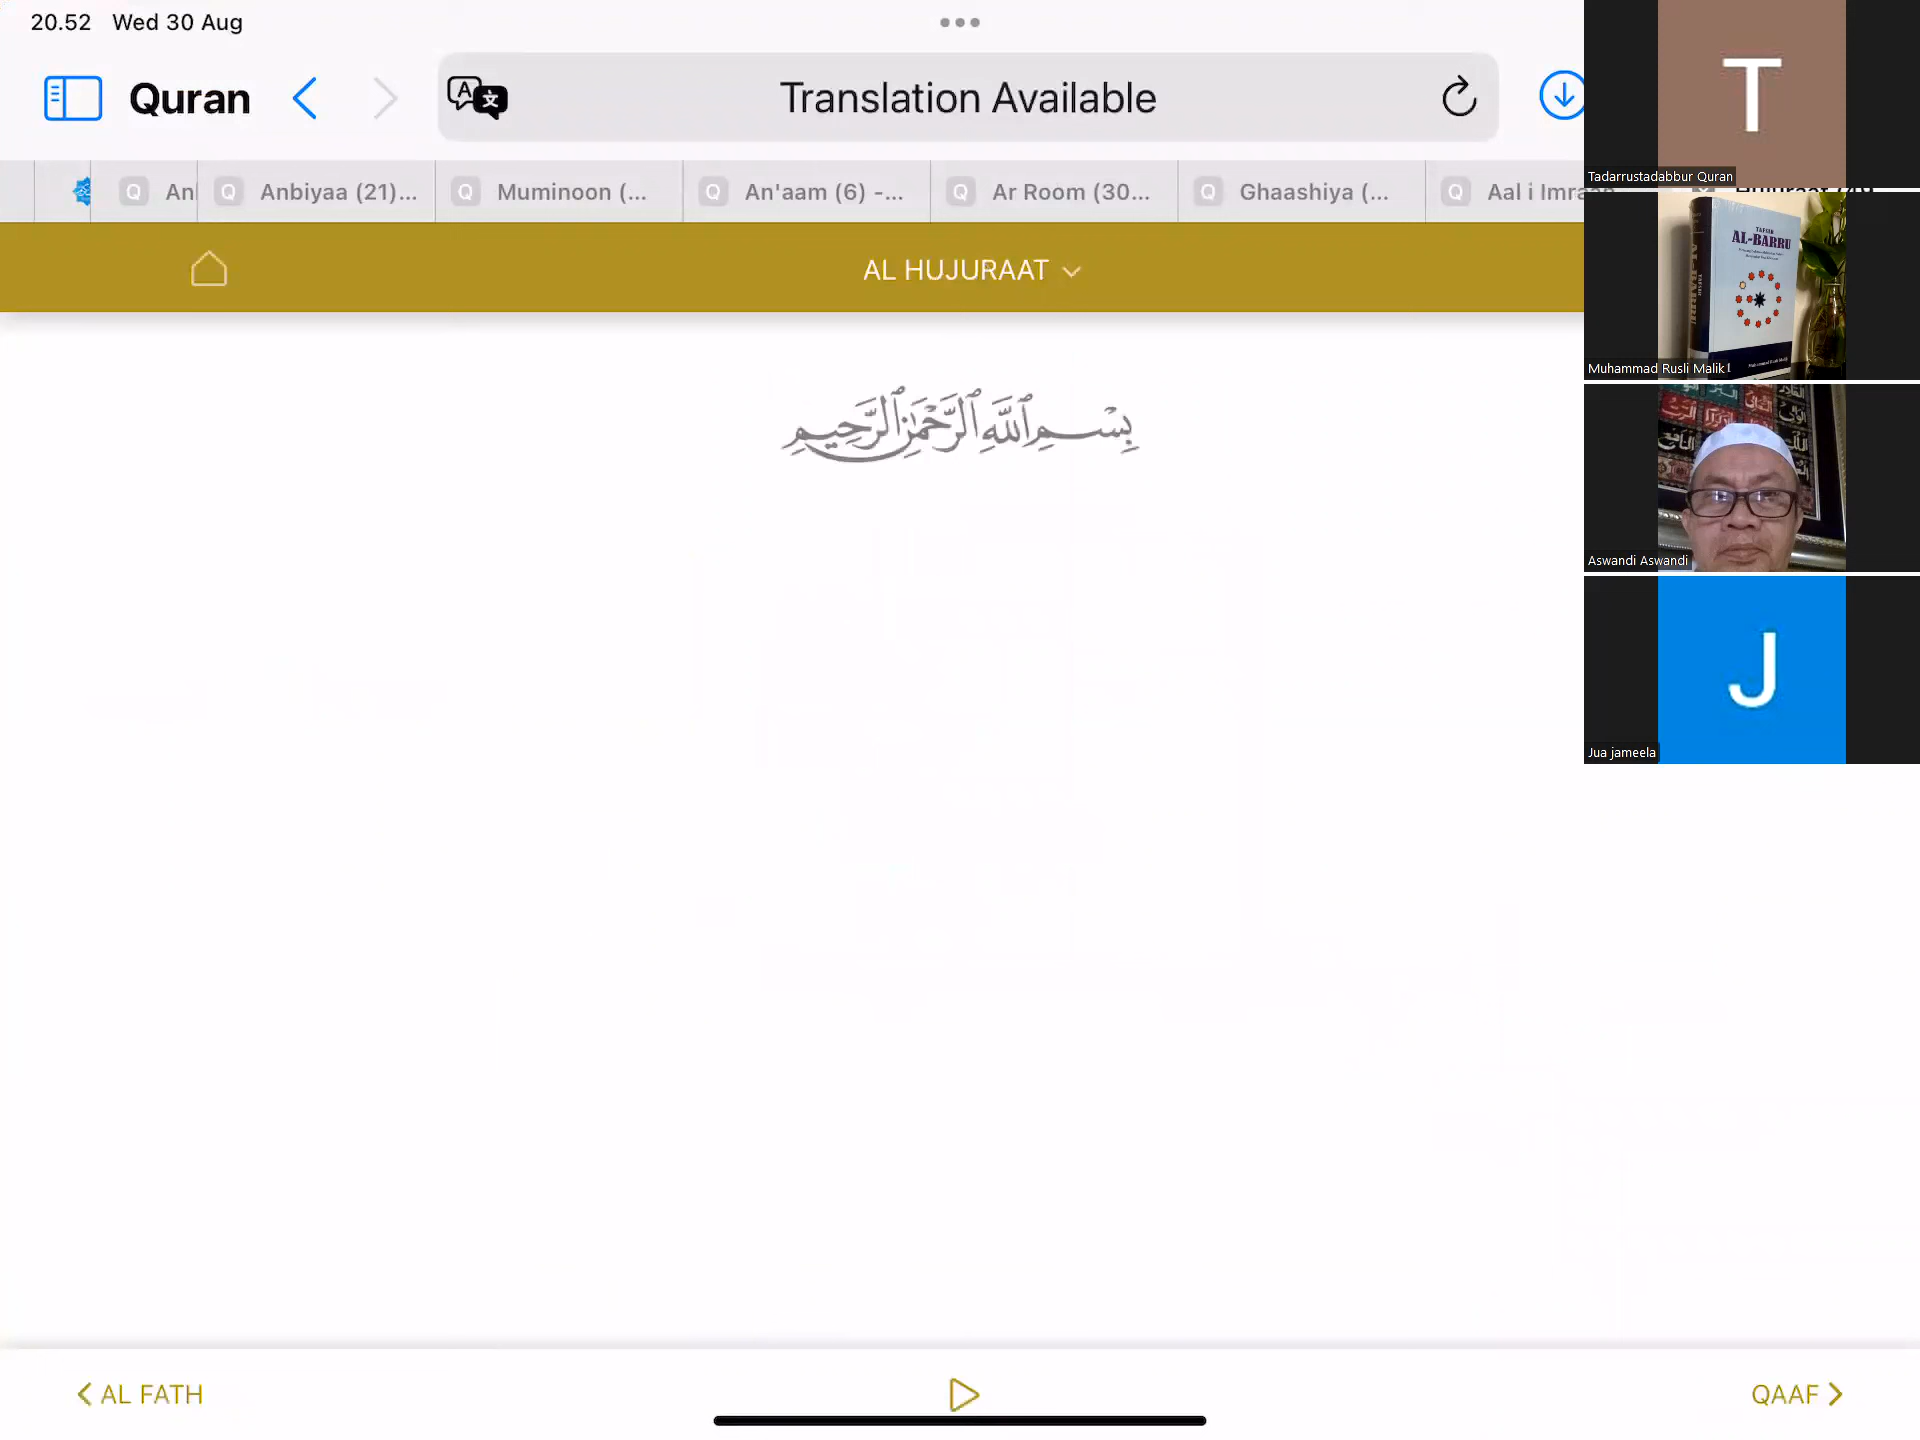 20.52 Wed 30 Aug
Quran
Translation Available
Anbiyaa (21)...
Muminoon (...
An'aam (6) -...
Ar Room (30...
Ghaashiya (...
Aal i Imraan
AL HUJURAAT
بِسْمِ ٱللَّهِ ٱلرَّحْمَٰنِ ٱلرَّحِيمِ
AL FATH
QAAF
T
Tadarrustadabbur Quran
TAFSIR
AL-BARRU
Muhammad Rusli Malik
Aswandi Aswandi
J
Jua jameela